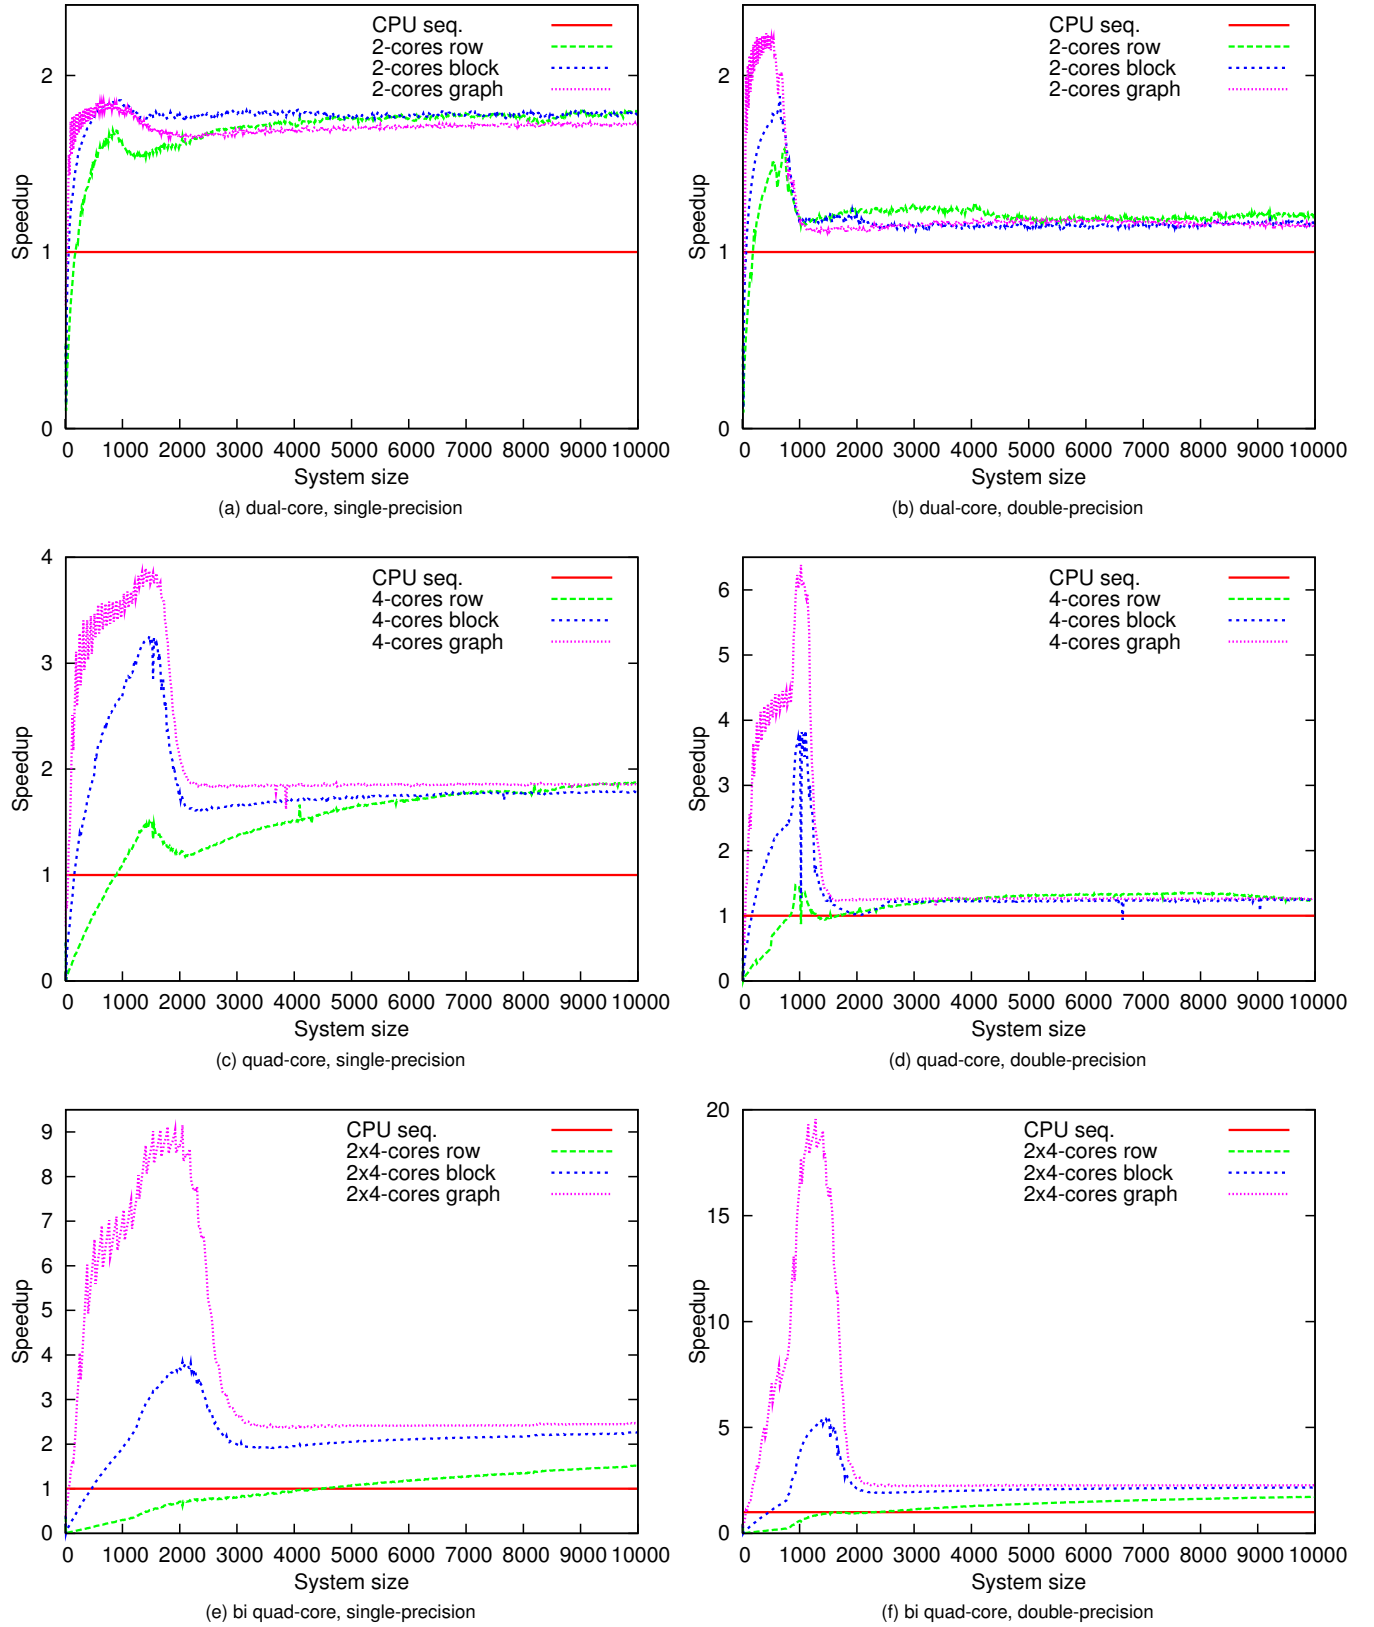 CPU seq.
2-cores row
2-cores block
2-cores graph
2
1
0
Speedup
0 1000 2000 3000 4000 5000 6000 7000 8000 9000 10000
System size
(a) dual-core, single-precision
CPU seq.
2-cores row
2-cores block
2-cores graph
2
1
0
Speedup
0 1000 2000 3000 4000 5000 6000 7000 8000 9000 10000
System size
(b) dual-core, double-precision
CPU seq.
4-cores row
4-cores block
4-cores graph
4
3
2
1
0
Speedup
0 1000 2000 3000 4000 5000 6000 7000 8000 9000 10000
System size
(c) quad-core, single-precision
CPU seq.
4-cores row
4-cores block
4-cores graph
6
5
4
3
2
1
0
Speedup
0 1000 2000 3000 4000 5000 6000 7000 8000 9000 10000
System size
(d) quad-core, double-precision
CPU seq.
2x4-cores row
2x4-cores block
2x4-cores graph
9
8
7
6
5
4
3
2
1
0
Speedup
0 1000 2000 3000 4000 5000 6000 7000 8000 9000 10000
System size
(e) bi quad-core, single-precision
CPU seq.
2x4-cores row
2x4-cores block
2x4-cores graph
20
15
10
5
0
Speedup
0 1000 2000 3000 4000 5000 6000 7000 8000 9000 10000
System size
(f) bi quad-core, double-precision